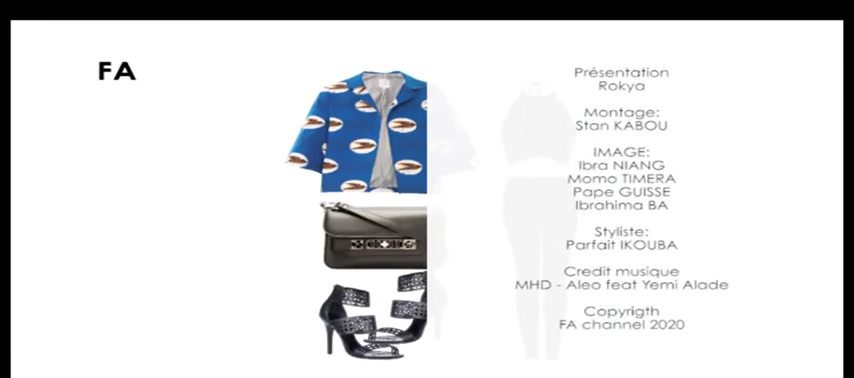 FA
Présentation
Rokya
Montage:
Stan KABOU
IMAGE:
Ibra NIANG
Momo TIMERA
Pape GUISSE
Ibrahima BA
Styliste:
Parfait IKOUBA
Credit musique
MHD - Aleo feat Yemi Alade
Copyrigth
FA channel 2020